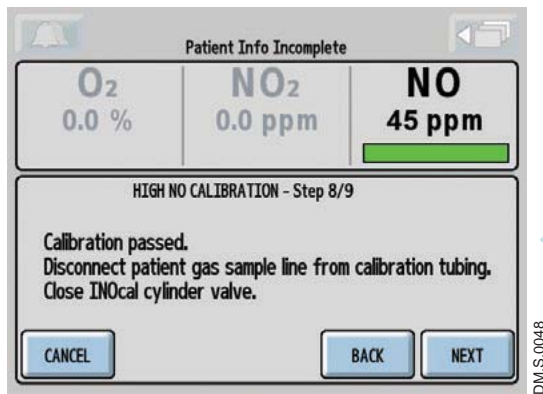 Patient Info Incomplete
O2 NO2 NO
0.0 % 0.0 ppm 45 ppm
HIGH NO CALIBRATION - Step 8/9
Calibration passed.
Disconnect patient gas sample line from calibration tubing.
Close INOcal cylinder valve.
CANCEL BACK NEXT
DM.S.0048